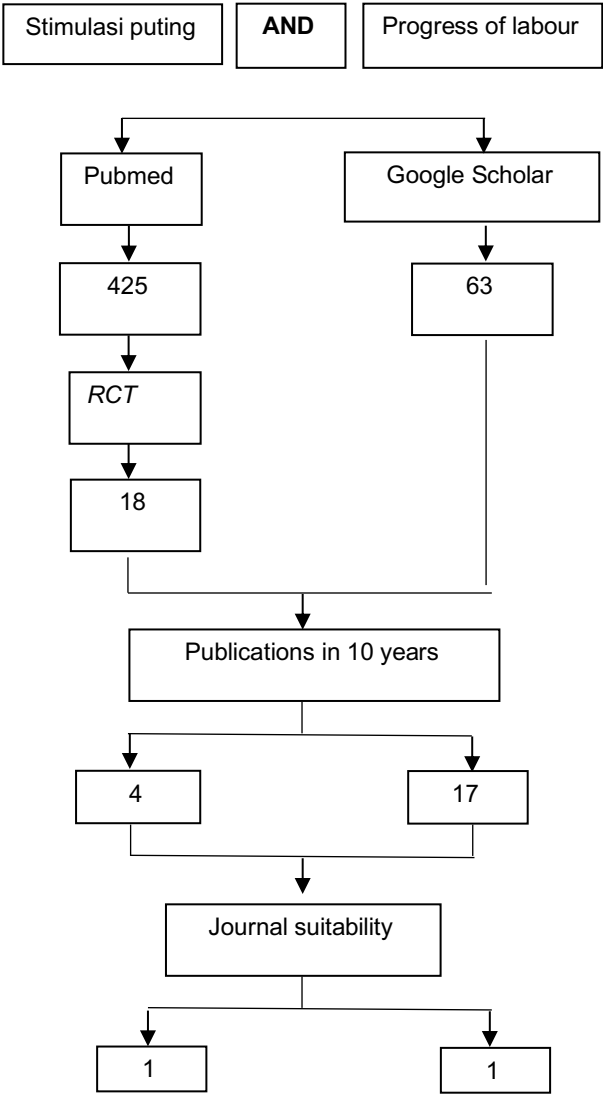 Stimulasi puting
AND
Progress of labour
Pubmed
Google Scholar
425
63
RCT
18
Publications in 10 years
4
17
Journal suitability
1
1